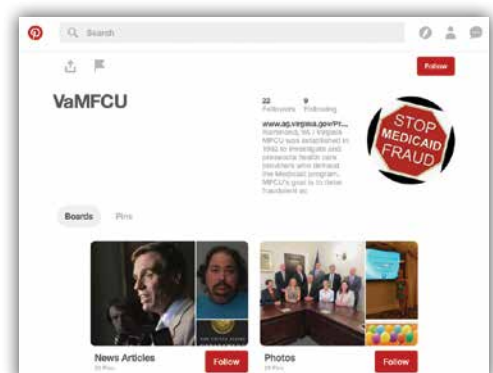 Search
Follow
VaMFCU
22 9
Followers Following
www.ag.virginia.gov/Pr...
Richmond, VA / Virginia
MFCU was established in
1982 to investigate and
prosecute health care
providers who defraud
the Medicaid program.
MFCU's goal is to
fraudulent
STOP
MEDICAID
FRAUD
Boards Pins
News Articles
Follow
Photos
Follow